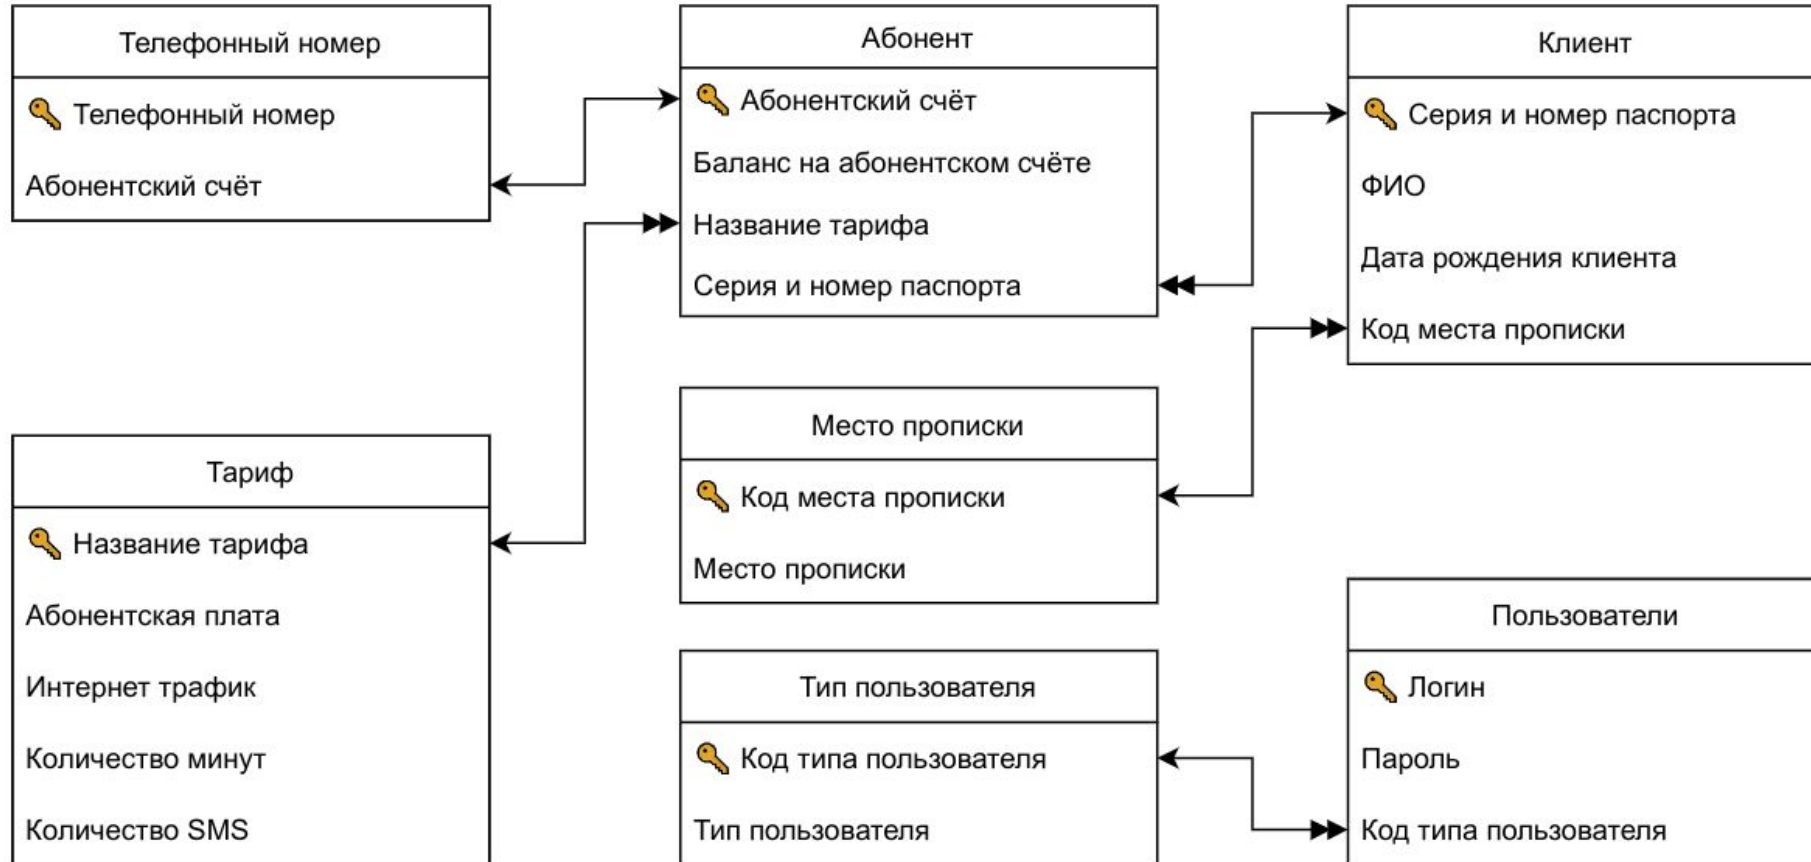 Телефонный номер
Телефонный номер
Абонентский счёт
Абонент
Абонентский счёт
Баланс на абонентском счёте
Название тарифа
Серия и номер паспорта
Клиент
Серия и номер паспорта
ФИО
Дата рождения клиента
Код места прописки
Тариф
Название тарифа
Абонентская плата
Интернет трафик
Количество минут
Количество SMS
Место прописки
Код места прописки
Место прописки
Тип пользователя
Код типа пользователя
Тип пользователя
Пользователи
Логин
Пароль
Код типа пользователя